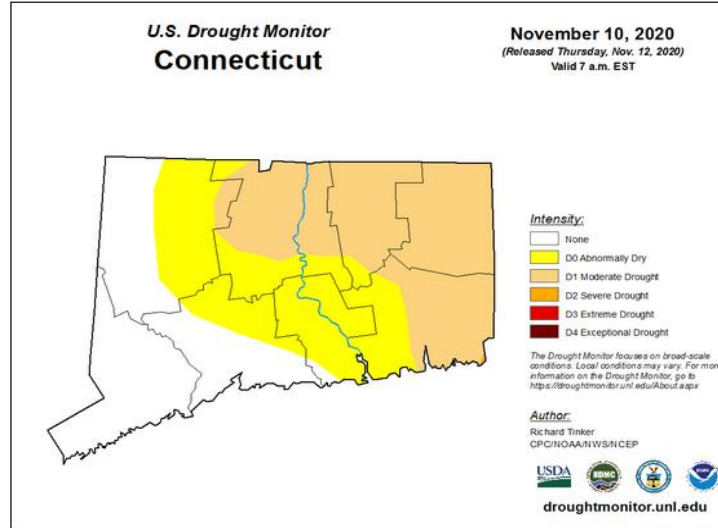 U.S. Drought Monitor
Connecticut
November 10, 2020
(Released Thursday, Nov. 12, 2020)
Valid 7 a.m. EST
Intensity:
None
D0 Abnormally Dry
D1 Moderate Drought
D2 Severe Drought
D3 Extreme Drought
D4 Exceptional Drought
The Drought Monitor focuses on broad-scale
conditions. Local conditions may vary. For more
information on the Drought Monitor, go to
https://droughtmonitor.unl.edu/About.aspx
Author:
Richard Tinker
CPC/NOAA/NWS/NCEP
USDA
NDMC
droughtmonitor.unl.edu